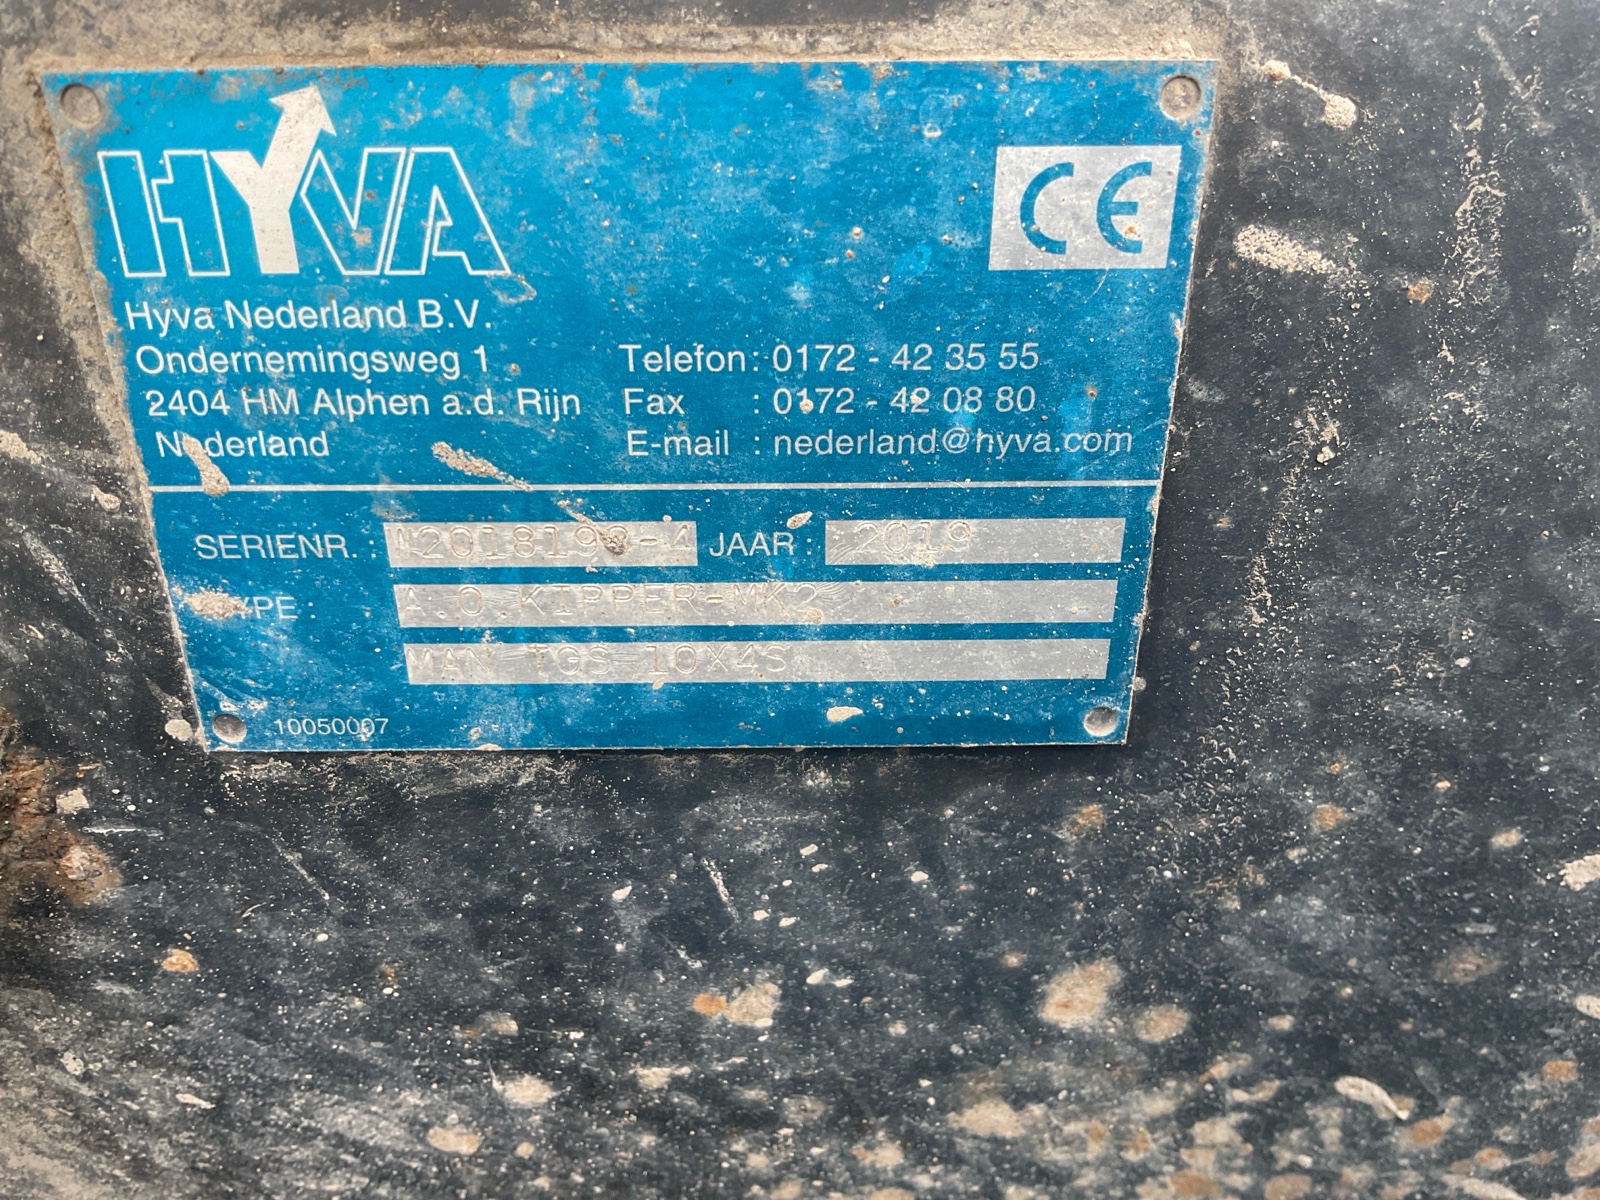 HYVA
CE
Hyva Nederland B.V.
Ondernemingsweg 1 Telefon: 0172 - 42 35 55
2404 HM Alphen a.d. Rijn Fax : 0172 - 42 08 80
Nederland E-mail : nederland@hyva.com
SERIENR. : JAAR : 2019
TYPE : A.O.KIPPER-MK2
MAN TGS 10X4S
10050007